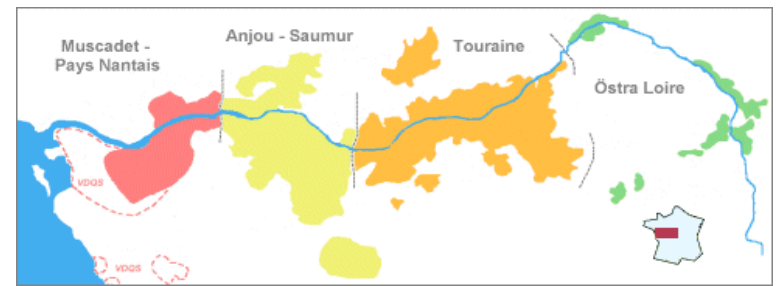 Muscadet -
Pays Nantais
Anjou - Saumur
Touraine
Östra Loire
VDQS
VDQS